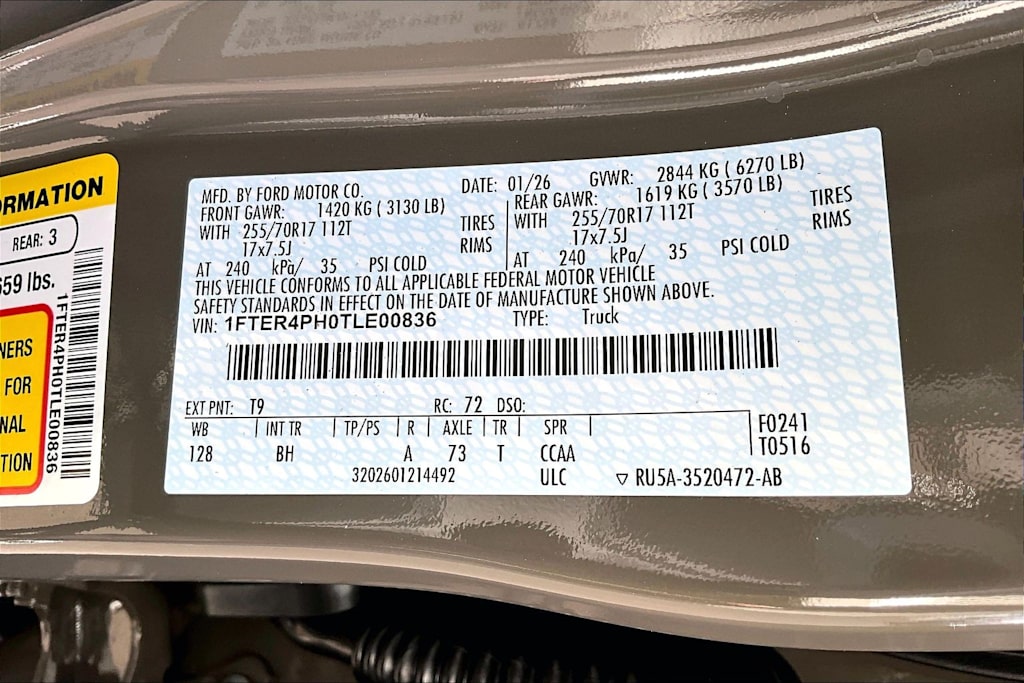 RMATION
REAR: 3
659 lbs.
NERS
FOR
NAL
TION
1FTER4PH0TLE00836
MFD. BY FORD MOTOR CO. DATE: 01/26 GVWR: 2844 KG ( 6270 LB)
FRONT GAWR: 1420 KG ( 3130 LB) REAR GAWR: 1619 KG ( 3570 LB)
WITH 255/70R17 112T TIRES WITH 255/70R17 112T TIRES
17x7.5J RIMS 17x7.5J RIMS
AT 240 kPa/ 35 PSI COLD AT 240 kPa/ 35 PSI COLD
THIS VEHICLE CONFORMS TO ALL APPLICABLE FEDERAL MOTOR VEHICLE
SAFETY STANDARDS IN EFFECT ON THE DATE OF MANUFACTURE SHOWN ABOVE.
VIN: 1FTER4PH0TLE00836 TYPE: Truck
EXT PNT: T9 RC: 72 DSO:
WB | INT TR | TP/PS | R | AXLE | TR | SPR | F0241
128 BH A 73 T CCAA T0516
3202601214492 ULC ▽ RU5A-3520472-AB